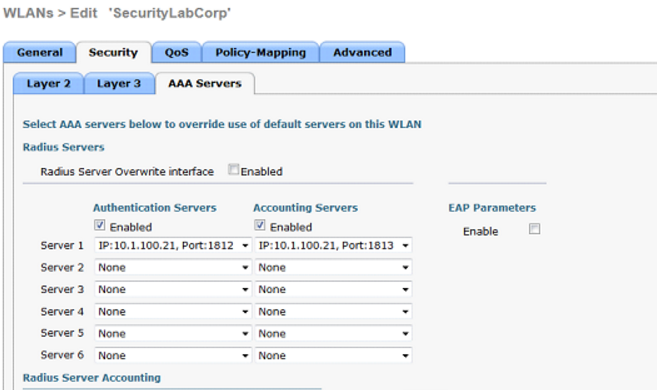 WLANs > Edit 'SecurityLabCorp'
General Security QoS Policy-Mapping Advanced
Layer 2 Layer 3 AAA Servers
Select AAA servers below to override use of default servers on this WLAN
Radius Servers
Radius Server Overwrite interface Enabled
Authentication Servers Accounting Servers EAP Parameters
Enabled Enabled Enable
Server 1 IP:10.1.100.21, Port:1812 IP:10.1.100.21, Port:1813
Server 2 None None
Server 3 None None
Server 4 None None
Server 5 None None
Server 6 None None
Radius Server Accounting